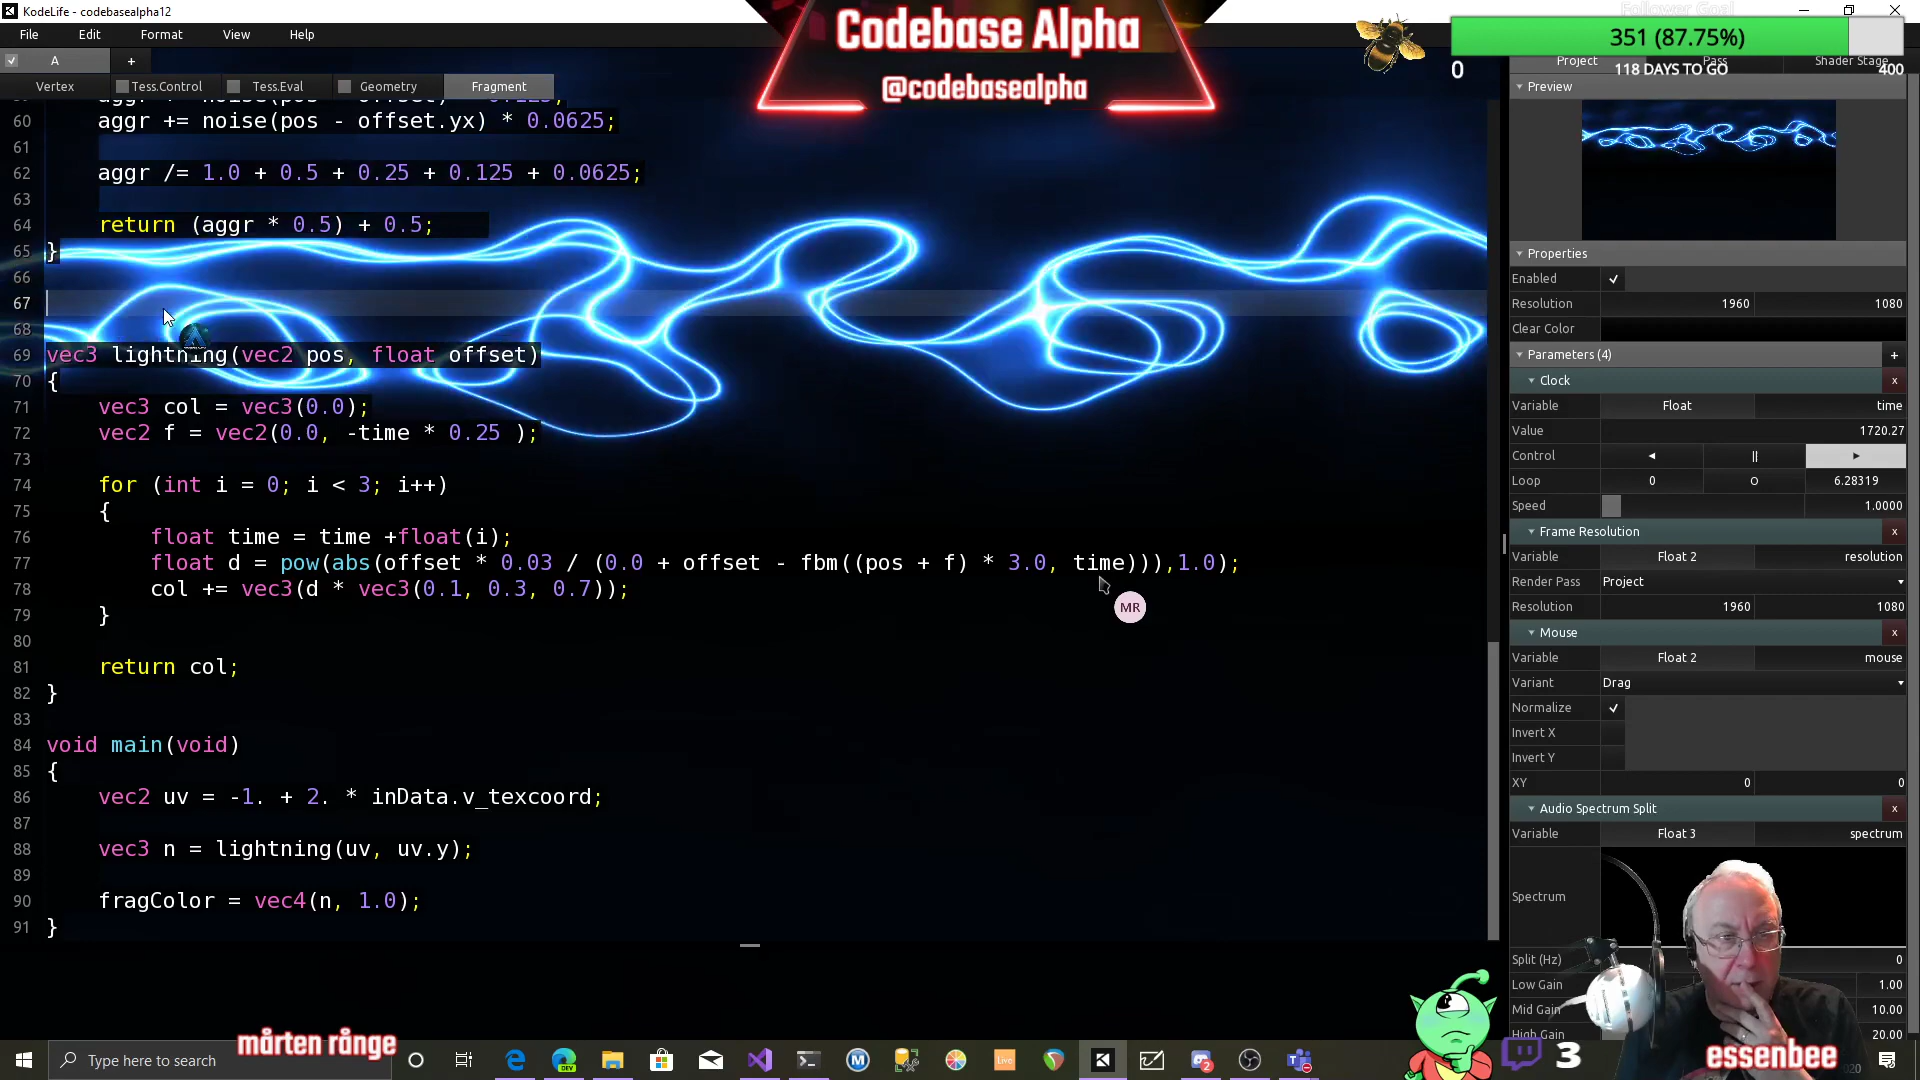 KodeLife - codebasealpha12
File Edit Format View Help
A +
Vertex Tess.Control Tess.Eval Geometry Fragment
Codebase Alpha
@codebasealpha
Follower Goal
351 (87.75%)
0 118 DAYS TO GO 400
Project Pass Shader Stage
60 aggr += noise(pos - offset.yx) * 0.0625;
61
62 aggr /= 1.0 + 0.5 + 0.25 + 0.125 + 0.0625;
63
64 return (aggr * 0.5) + 0.5;
65 }
66
67
68
69 vec3 lightning(vec2 pos, float offset)
70 {
71 vec3 col = vec3(0.0);
72 vec2 f = vec2(0.0, -time * 0.25 );
73
74 for (int i = 0; i < 3; i++)
75 {
76 float time = time +float(i);
77 float d = pow(abs(offset * 0.03 / (0.0 + offset - fbm((pos + f) * 3.0, time))),1.0);
78 col += vec3(d * vec3(0.1, 0.3, 0.7));
79 }
80
81 return col;
82 }
83
84 void main(void)
85 {
86 vec2 uv = -1. + 2. * inData.v_texcoord;
87
88 vec3 n = lightning(uv, uv.y);
89
90 fragColor = vec4(n, 1.0);
91 }
MR
Preview
Properties
Enabled
Resolution 1960 1080
Clear Color
Parameters (4) +
Clock x
Variable Float time
Value 1720.27
Control
Loop 0 O 6.28319
Speed 1.0000
Frame Resolution x
Variable Float 2 resolution
Render Pass Project
Resolution 1960 1080
Mouse x
Variable Float 2 mouse
Variant Drag
Normalize
Invert X
Invert Y
XY 0 0
Audio Spectrum Split x
Variable Float 3 spectrum
Spectrum
Split (Hz) 0
Low Gain 1.00
Mid Gain 10.00
High Gain 20.00
mårten rånge
Type here to search
3
essenbee